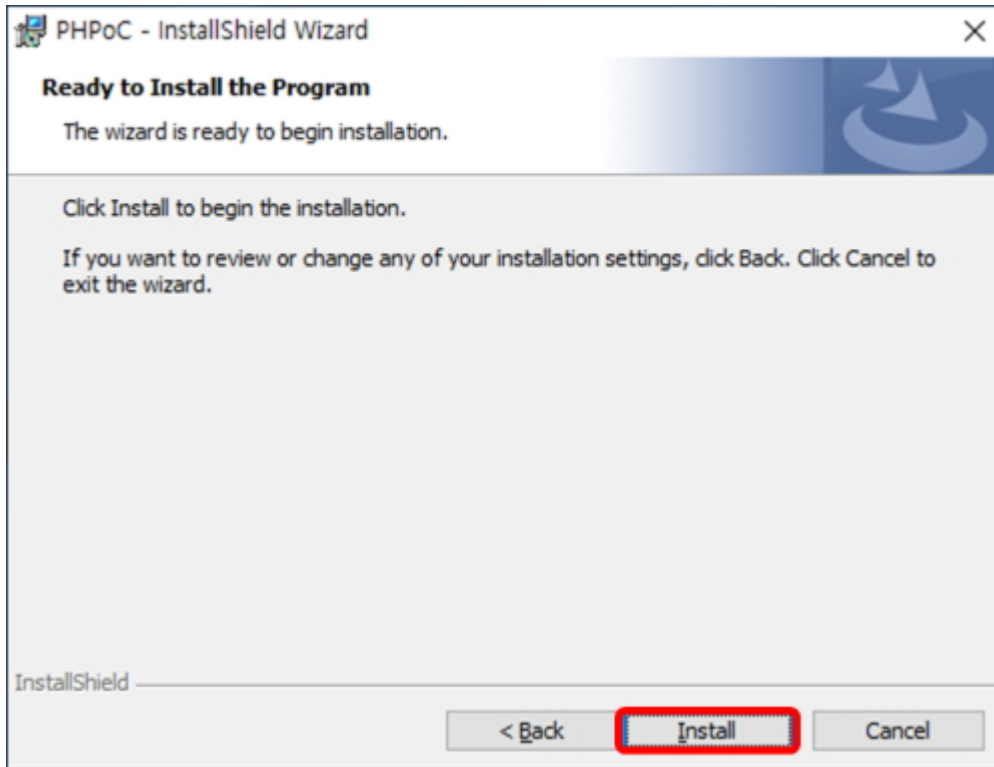 PHPoC - InstallShield Wizard
Ready to Install the Program
The wizard is ready to begin installation.
Click Install to begin the installation.
If you want to review or change any of your installation settings, click Back. Click Cancel to
exit the wizard.
InstallShield
< Back Install Cancel